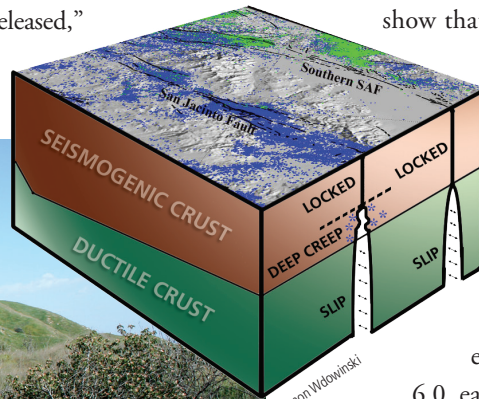 eleased,”
show tha
Southern SAF
San Jacinto Fault
SEISMOGENIC CRUST
DUCTILE CRUST
LOCKED
LOCKED
DEEP CREEP
SLIP
SLIP
on Wdowinski
e
6.0 ea